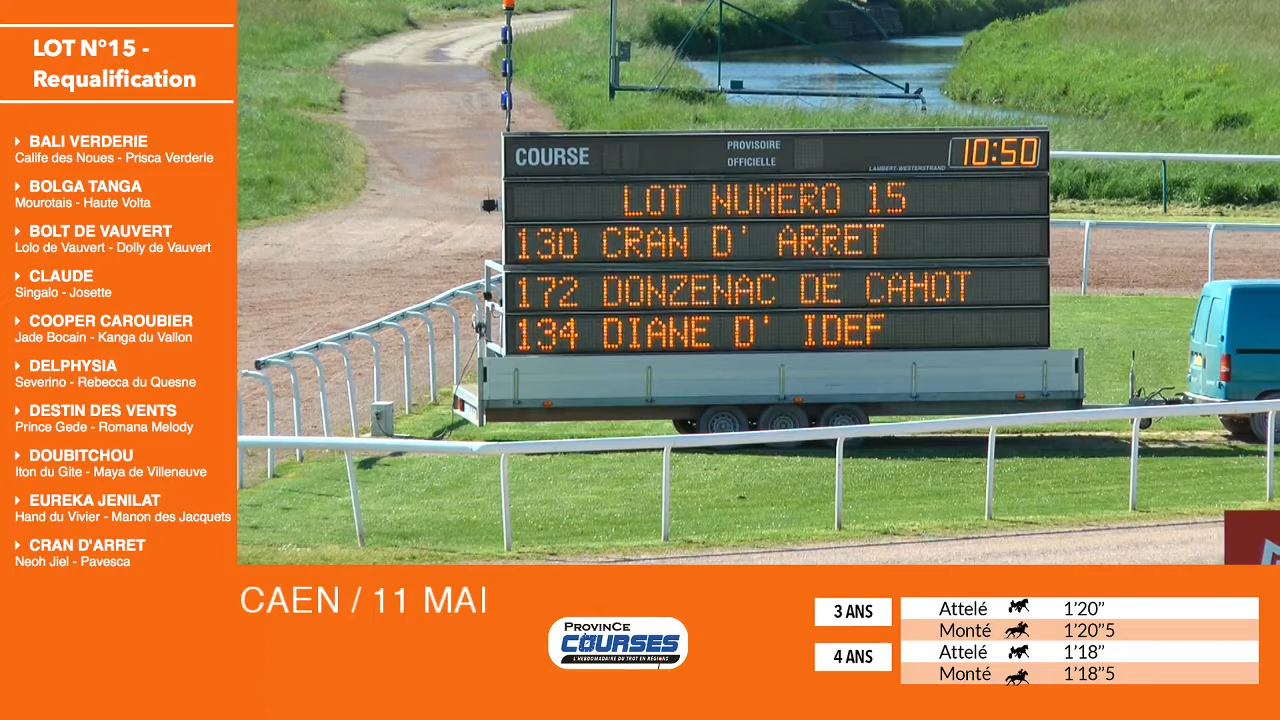 LOT N°15 -
Requalification
BALI VERDERIE
Calife des Noues - Prisca Verderie
BOLGA TANGA
Mourotais - Haute Volta
BOLT DE VAUVERT
Lolo de Vauvert - Dolly de Vauvert
CLAUDE
Singalo - Josette
COOPER CAROUBIER
Jade Bocain - Kanga du Vallon
DELPHYSIA
Severino - Rebecca du Quesne
DESTIN DES VENTS
Prince Gede - Romana Melody
DOUBITCHOU
Iton du Gite - Maya de Villeneuve
EUREKA JENILAT
Hand du Vivier - Manon des Jacquets
CRAN D'ARRET
Neoh Jiel - Pavesca
COURSE
PROVISOIRE
OFFICIELLE
LAMBERT-WESTERSTRAND
10:50
LOT NUMERO 15
130 CRAN D' ARRET
172 DONZENAC DE CAHOT
134 DIANE D' IDEF
CAEN / 11 MAI
PROVINCE
COURSES
L'HEBDOMADAIRE DU TROT EN RÉGIONS
3 ANS
Attelé 1'20"
Monté 1'20"5
4 ANS
Attelé 1'18"
Monté 1'18"5